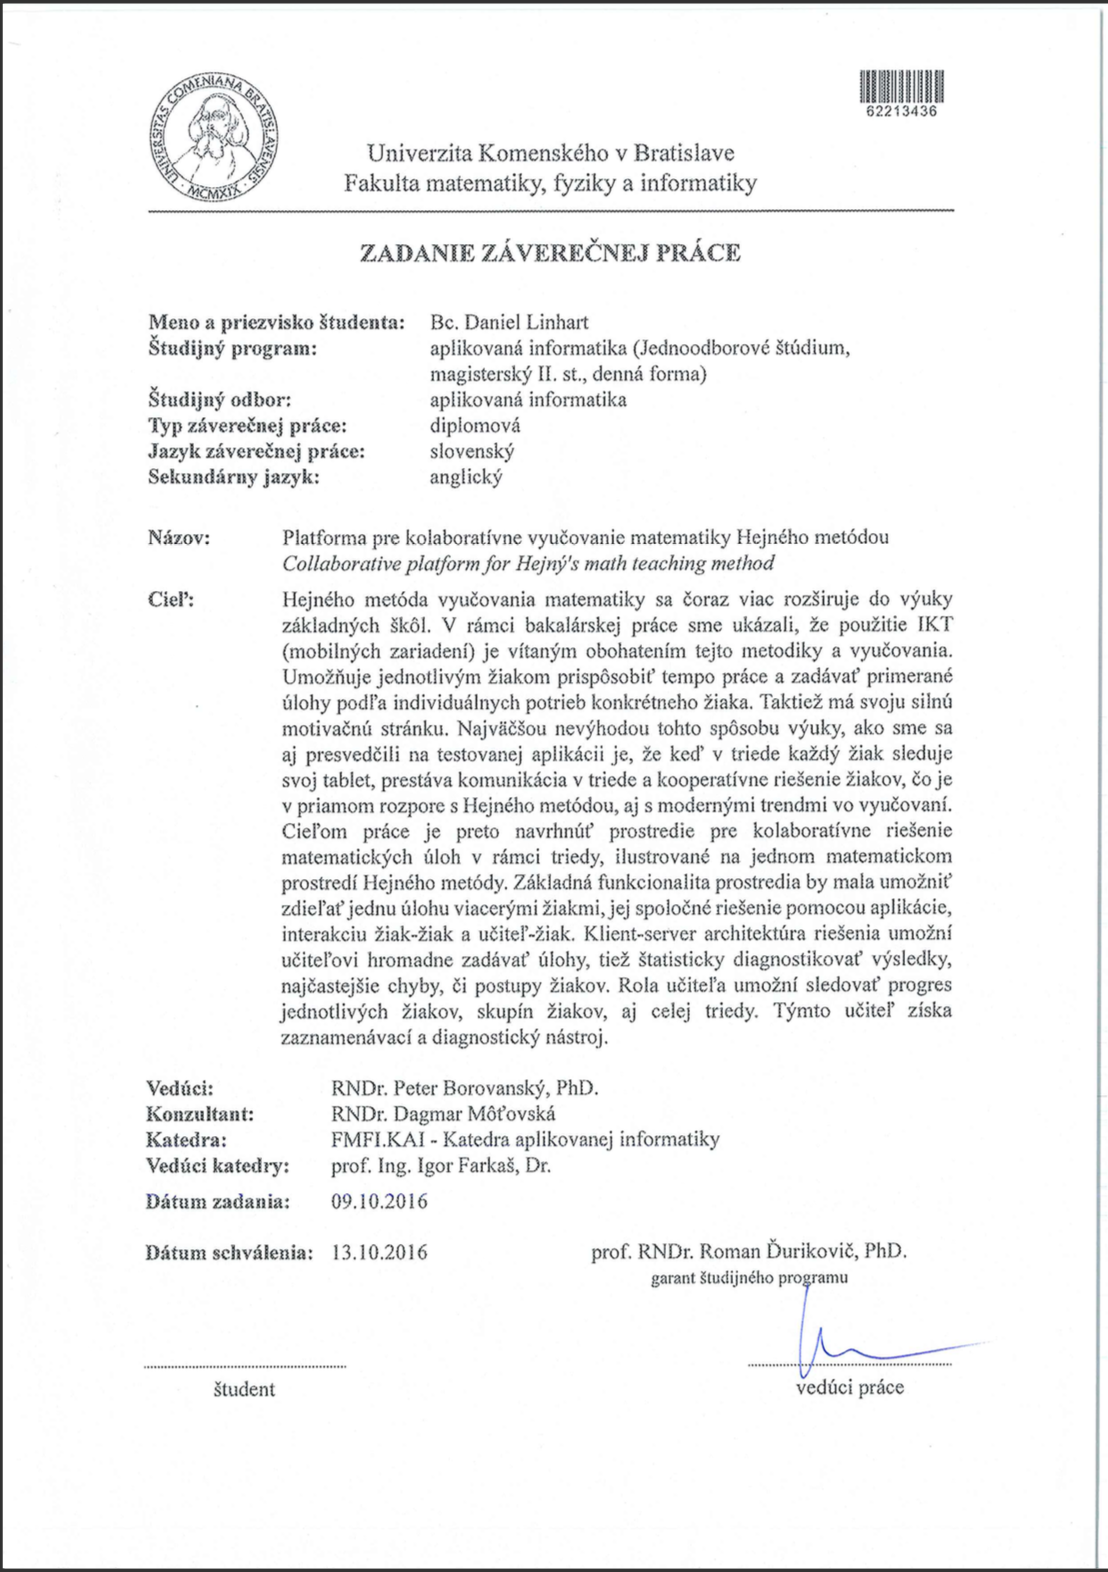 UNIVERSITAS COMENIANA BRATISLAVENSIS
MCMXIX
62213436
Univerzita Komenského v Bratislave
Fakulta matematiky, fyziky a informatiky
ZADANIE ZÁVEREČNEJ PRÁCE
Meno a priezvisko študenta: Bc. Daniel Linhart
Študijný program: aplikovaná informatika (Jednoodborové štúdium,
magisterský II. st., denná forma)
Študijný odbor: aplikovaná informatika
Typ záverečnej práce: diplomová
Jazyk záverečnej práce: slovenský
Sekundárny jazyk: anglický
Názov: Platforma pre kolaboratívne vyučovanie matematiky Hejného metódou
Collaborative platform for Hejný's math teaching method
Cieľ: Hejného metóda vyučovania matematiky sa čoraz viac rozširuje do výuky
základných škôl. V rámci bakalárskej práce sme ukázali, že použitie IKT
(mobilných zariadení) je vítaným obohatením tejto metodiky a vyučovania.
Umožňuje jednotlivým žiakom prispôsobiť tempo práce a zadávať primerané
úlohy podľa individuálnych potrieb konkrétneho žiaka. Taktiež má svoju silnú
motivačnú stránku. Najväčšou nevýhodou tohto spôsobu výuky, ako sme sa
aj presvedčili na testovanej aplikácii je, že keď v triede každý žiak sleduje
svoj tablet, prestáva komunikácia v triede a kooperatívne riešenie žiakov, čo je
v priamom rozpore s Hejného metódou, aj s modernými trendmi vo vyučovaní.
Cieľom práce je preto navrhnúť prostredie pre kolaboratívne riešenie
matematických úloh v rámci triedy, ilustrované na jednom matematickom
prostredí Hejného metódy. Základná funkcionalita prostredia by mala umožniť
zdieľať jednu úlohu viacerými žiakmi, jej spoločné riešenie pomocou aplikácie,
interakciu žiak-žiak a učiteľ-žiak. Klient-server architektúra riešenia umožní
učiteľovi hromadne zadávať úlohy, tiež štatisticky diagnostikovať výsledky,
najčastejšie chyby, či postupy žiakov. Rola učiteľa umožní sledovať progres
jednotlivých žiakov, skupín žiakov, aj celej triedy. Týmto učiteľ získa
zaznamenávací a diagnostický nástroj.
Vedúci: RNDr. Peter Borovanský, PhD.
Konzultant: RNDr. Dagmar Môťovská
Katedra: FMFI.KAI - Katedra aplikovanej informatiky
Vedúci katedry: prof. Ing. Igor Farkaš, Dr.
Dátum zadania: 09.10.2016
Dátum schválenia: 13.10.2016 prof. RNDr. Roman Ďurikovič, PhD.
garant študijného programu
študent
vedúci práce